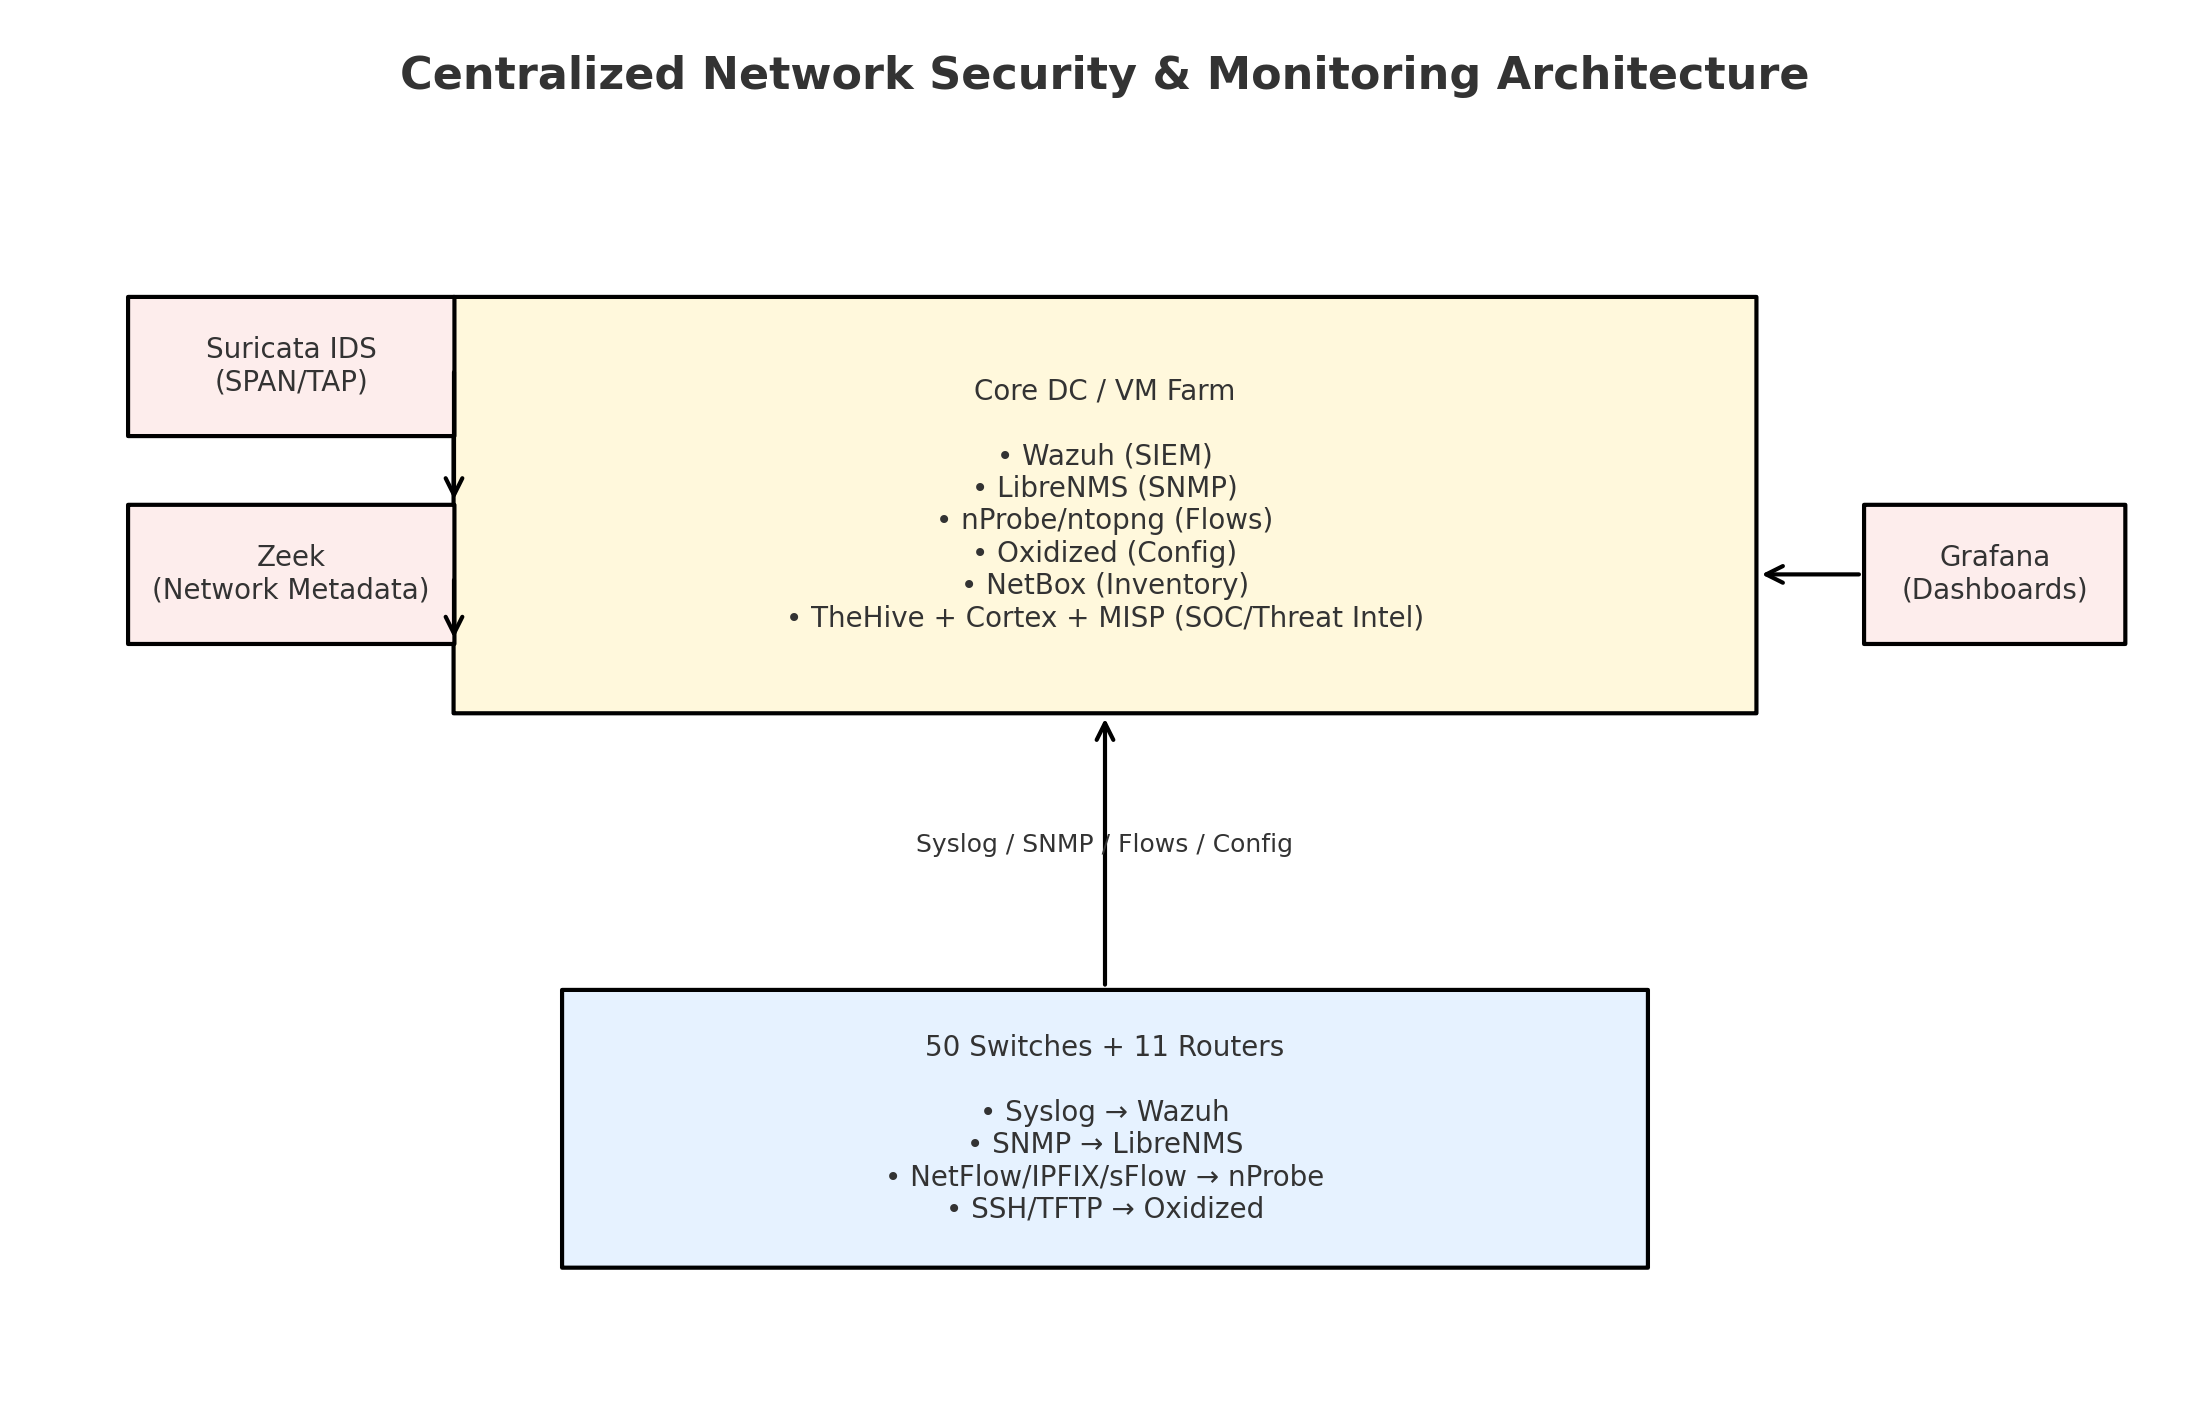 Centralized Network Security & Monitoring Architecture
Suricata IDS
(SPAN/TAP)
Zeek
(Network Metadata)
Core DC / VM Farm
• Wazuh (SIEM)
• LibreNMS (SNMP)
• nProbe/ntopng (Flows)
• Oxidized (Config)
• NetBox (Inventory)
• TheHive + Cortex + MISP (SOC/Threat Intel)
Grafana
(Dashboards)
Syslog / SNMP / Flows / Config
50 Switches + 11 Routers
• Syslog → Wazuh
• SNMP → LibreNMS
• NetFlow/IPFIX/sFlow → nProbe
• SSH/TFTP → Oxidized